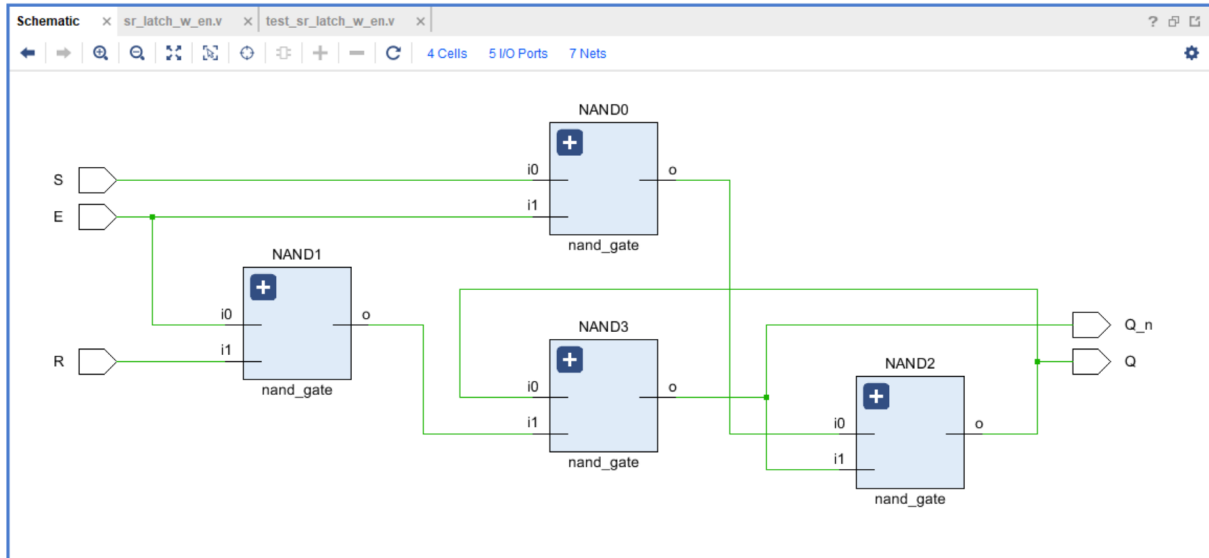 Schematic × sr_latch_w_en.v × test_sr_latch_w_en.v × ?
4 Cells 5 I/O Ports 7 Nets
NAND0
S i0 o
E i1
nand_gate
NAND1
i0 o
R i1
nand_gate
NAND3
i0 o
i1
nand_gate
Q_n
Q
NAND2
i0 o
i1
nand_gate